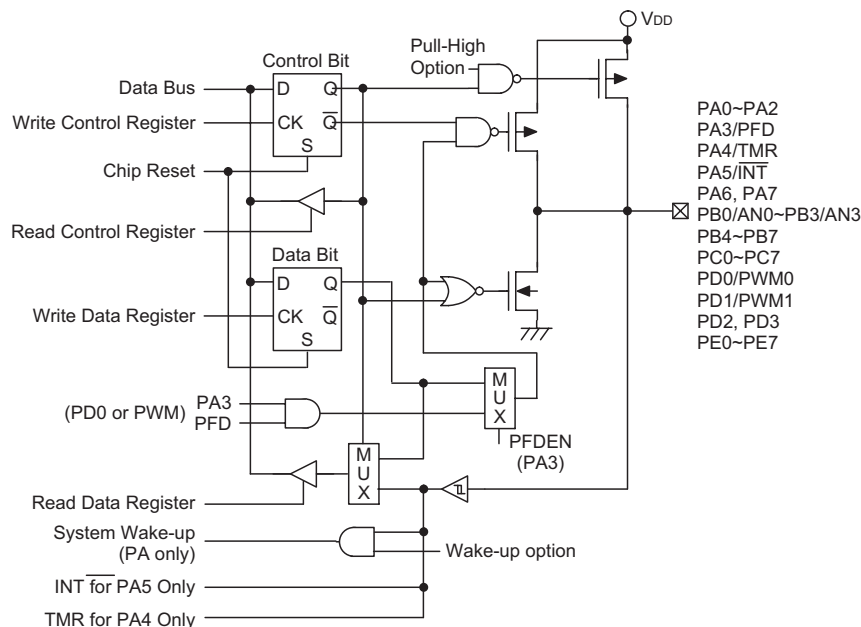 VDD
Pull-High
Option
Control Bit
Data Bus
D Q
Write Control Register
CK Q̅
S
Chip Reset
Read Control Register
Data Bit
D Q
Write Data Register
CK Q̅
S
PA0~PA2
PA3/PFD
PA4/TMR
PA5/I̅N̅T̅
PA6, PA7
PB0/AN0~PB3/AN3
PB4~PB7
PC0~PC7
PD0/PWM0
PD1/PWM1
PD2, PD3
PE0~PE7
(PD0 or PWM)
PA3
PFD
M
U
X
PFDEN
(PA3)
M
U
X
Read Data Register
System Wake-up
(PA only)
Wake-up option
INT f̅o̅r̅ PA5 Only
TMR for PA4 Only